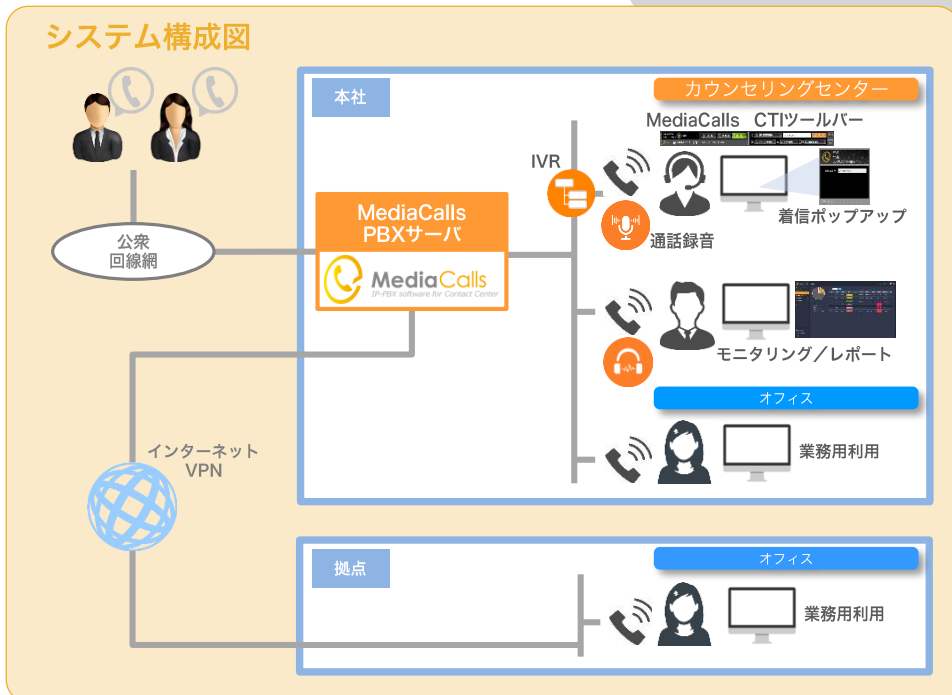 システム構成図
本社
カウンセリングセンター
MediaCalls CTIツールバー
IVR
着信ポップアップ
通話録音
MediaCalls
PBXサーバ
MediaCalls
IP-PBX software for Contact Center
公衆
回線網
モニタリング／レポート
オフィス
業務用利用
インターネット
VPN
拠点
オフィス
業務用利用